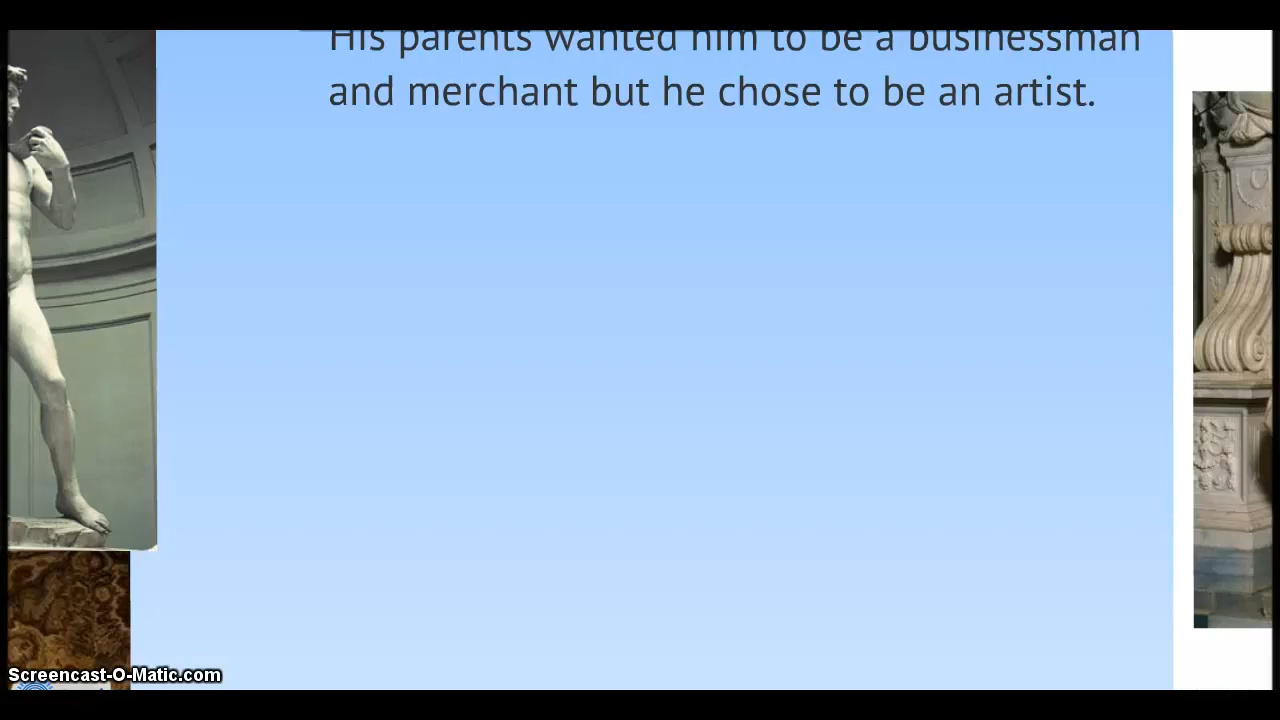 His parents wanted him to be a businessman
and merchant but he chose to be an artist.
Screencast-O-Matic.com